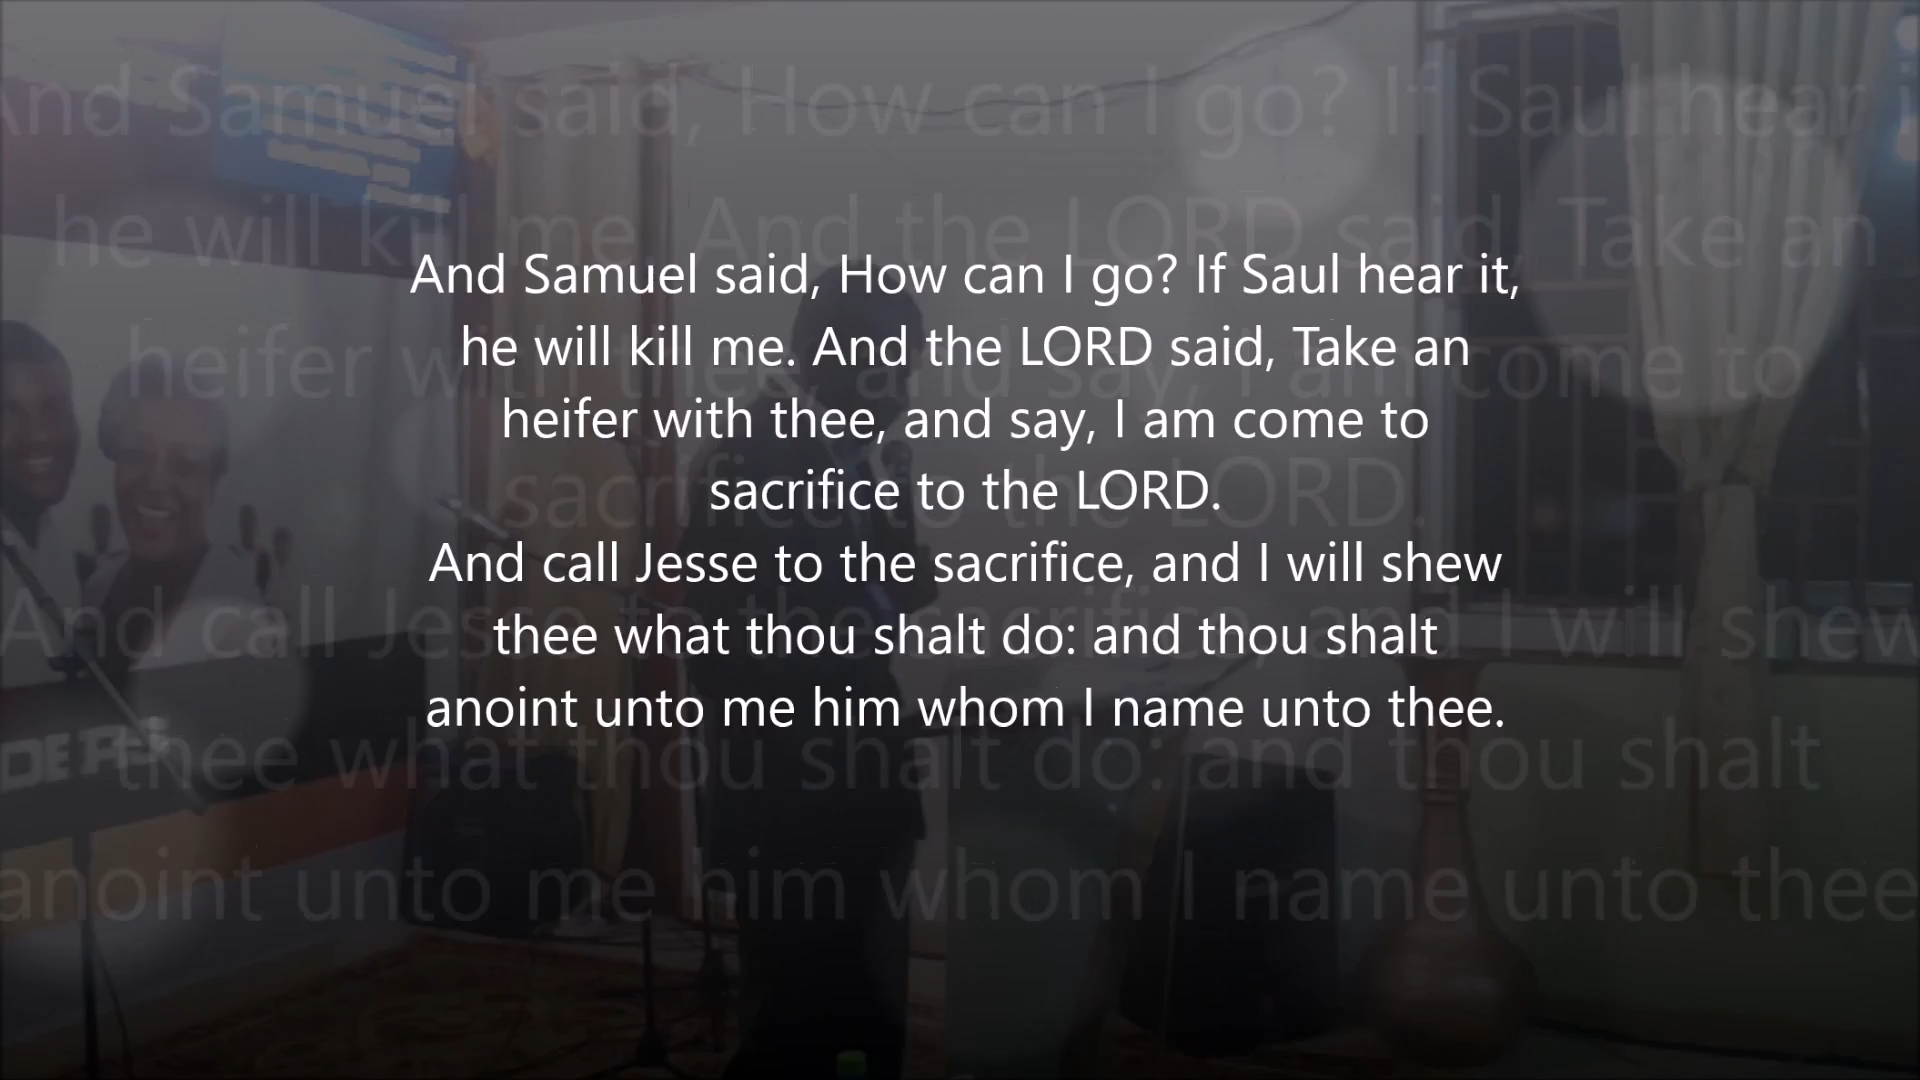 And Samuel said, How can I go? If Saul hear it,
he will kill me. And the LORD said, Take an
heifer with thee, and say, I am come to
sacrifice to the LORD.
And call Jesse to the sacrifice, and I will shew
thee what thou shalt do: and thou shalt
anoint unto me him whom I name unto thee.